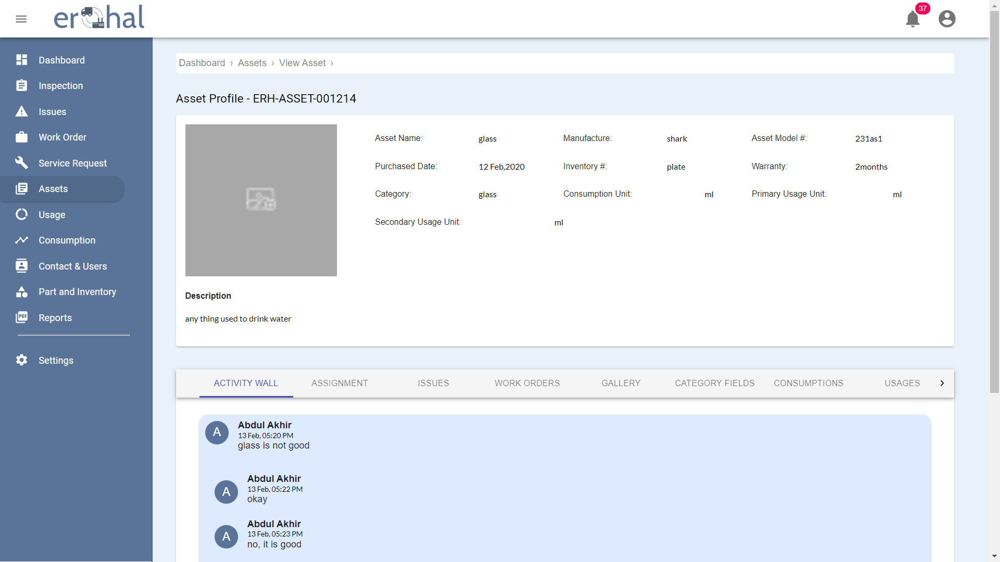 er hal
37
Dashboard
Inspection
Issues
Work Order
Service Request
Assets
Usage
Consumption
Contact & Users
Part and Inventory
PDF Reports
Settings
Dashboard › Assets › View Asset ›
Asset Profile - ERH-ASSET-001214
Asset Name: glass Manufacture: shark Asset Model #: 231as1
Purchased Date: 12 Feb,2020 Inventory #: plate Warranty: 2months
Category: glass Consumption Unit: ml Primary Usage Unit: ml
Secondary Usage Unit: ml
Description
any thing used to drink water
ACTIVITY WALL ASSIGNMENT ISSUES WORK ORDERS GALLERY CATEGORY FIELDS CONSUMPTIONS USAGES
A
Abdul Akhir
13 Feb, 05:20 PM
glass is not good
A
Abdul Akhir
13 Feb, 05:22 PM
okay
A
Abdul Akhir
13 Feb, 05:23 PM
no, it is good